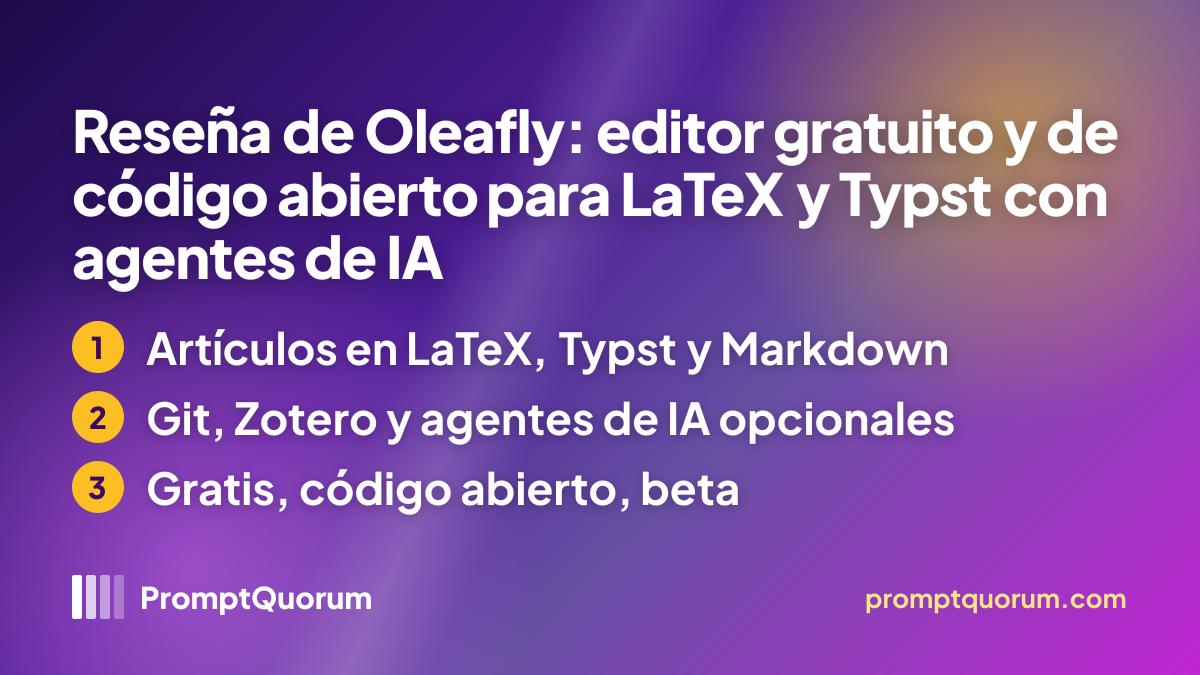 Reseña de Oleafly: editor gratuito y de
código abierto para LaTeX y Typst con
agentes de IA
1 Artículos en LaTeX, Typst y Markdown
2 Git, Zotero y agentes de IA opcionales
3 Gratis, código abierto, beta
PromptQuorum
promptquorum.com